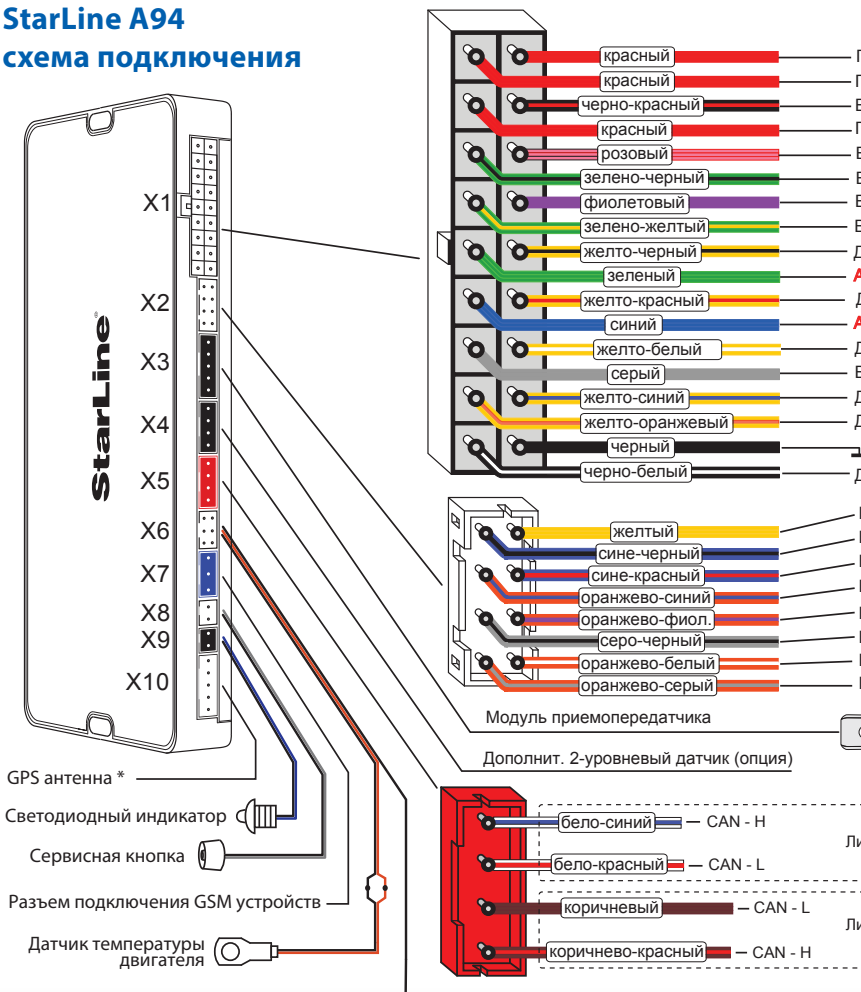 StarLine A94
схема подключения
X1
X2
X3
X4
X5
X6
X7
X8
X9
X10
StarLine
красный
красный
черно-красный
красный
розовый
зелено-черный
фиолетовый
зелено-желтый
желто-черный
зеленый
желто-красный
синий
желто-белый
серый
желто-синий
желто-оранжевый
черный
черно-белый
желтый
сине-черный
сине-красный
оранжево-синий
оранжево-фиол.
серо-черный
оранжево-белый
оранжево-серый
Модуль приемопередатчика
Дополнит. 2-уровневый датчик (опция)
GPS антенна *
Светодиодный индикатор
Сервисная кнопка
Разъем подключения GSM устройств
Датчик температуры
двигателя
бело-синий — CAN - H
бело-красный — CAN - L
коричневый — CAN - L
коричнево-красный — CAN - H